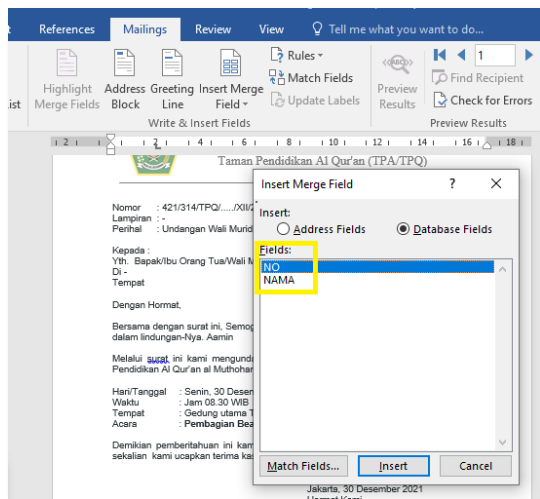 References Mailings Review View Tell me what you want to do...
Highlight Merge Fields
Address Block
Greeting Line
Insert Merge Field
Rules
Match Fields
Update Labels
Write & Insert Fields
Preview Results
1
Find Recipient
Check for Errors
Preview Results
Taman Pendidikan Al Qur'an (TPA/TPQ)
Nomor : 421/314/TPQ/...../XII/2
Lampiran : -
Perihal : Undangan Wali Murid
Kepada :
Yth. Bapak/Ibu Orang Tua/Wali M
Di -
Tempat
Dengan Hormat,
Bersama dengan surat ini, Semog
dalam lindungan-Nya. Aamin
Melalui surat ini kami mengunda
Pendidikan Al Qur'an al Muthohar
Hari/Tanggal : Senin, 30 Desem
Waktu : Jam 08.30 WIB
Tempat : Gedung utama T
Acara : Pembagian Bea
Demikian pemberitahuan ini kam
sekalian kami ucapkan terima kas
Jakarta, 30 Desember 2021
Hormat Kami
Insert Merge Field ?
Insert:
Address Fields Database Fields
Fields:
NO
NAMA
Match Fields... Insert Cancel